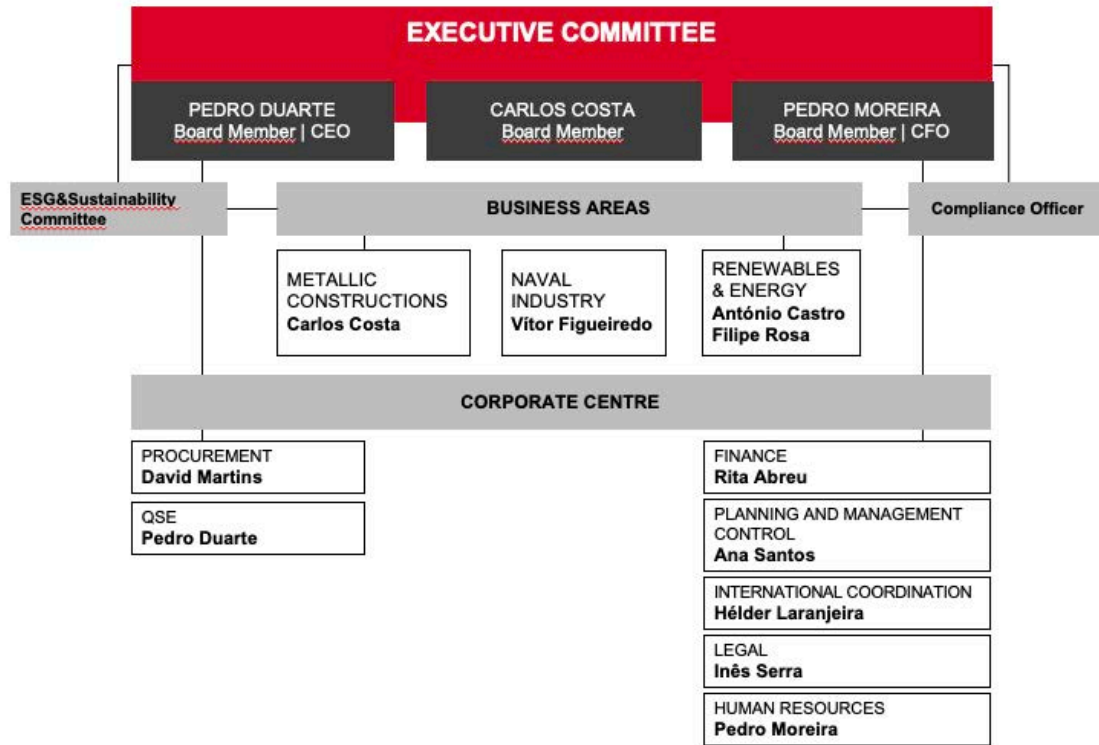 EXECUTIVE COMMITTEE
PEDRO DUARTE
Board Member | CEO
CARLOS COSTA
Board Member
PEDRO MOREIRA
Board Member | CFO
ESG&Sustainability
Committee
BUSINESS AREAS
Compliance Officer
METALLIC
CONSTRUCTIONS
Carlos Costa
NAVAL
INDUSTRY
Vítor Figueiredo
RENEWABLES
& ENERGY
António Castro
Filipe Rosa
CORPORATE CENTRE
PROCUREMENT
David Martins
QSE
Pedro Duarte
FINANCE
Rita Abreu
PLANNING AND MANAGEMENT
CONTROL
Ana Santos
INTERNATIONAL COORDINATION
Hélder Laranjeira
LEGAL
Inês Serra
HUMAN RESOURCES
Pedro Moreira